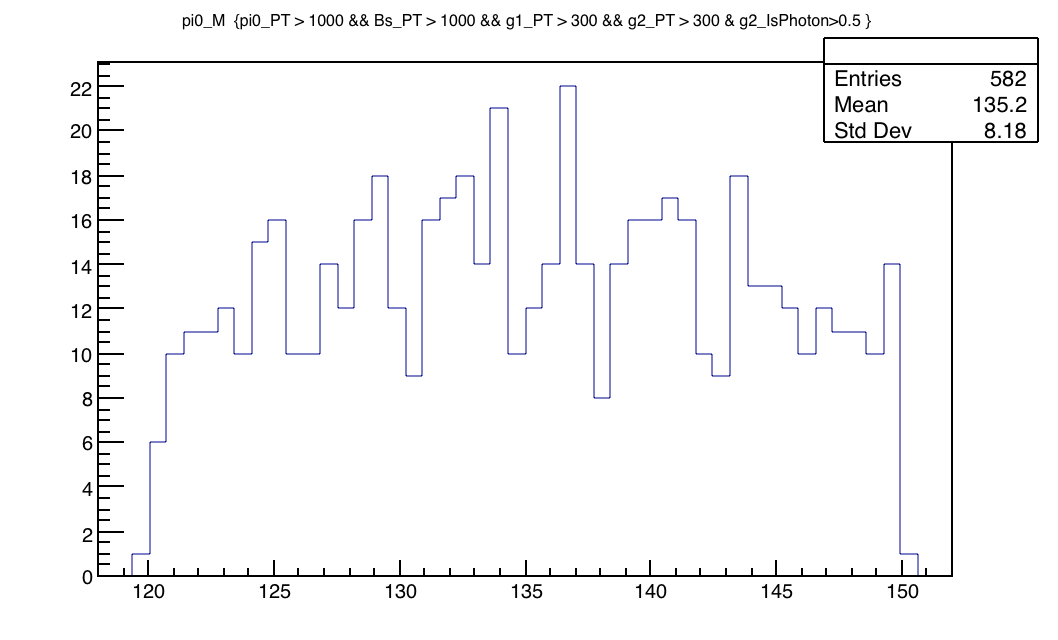 pi0_M {pi0_PT > 1000 && Bs_PT > 1000 && g1_PT > 300 && g2_PT > 300 & g2_IsPhoton>0.5 }
Entries 582
Mean 135.2
Std Dev 8.18
22
20
18
16
14
12
10
8
6
4
2
0
120 125 130 135 140 145 150